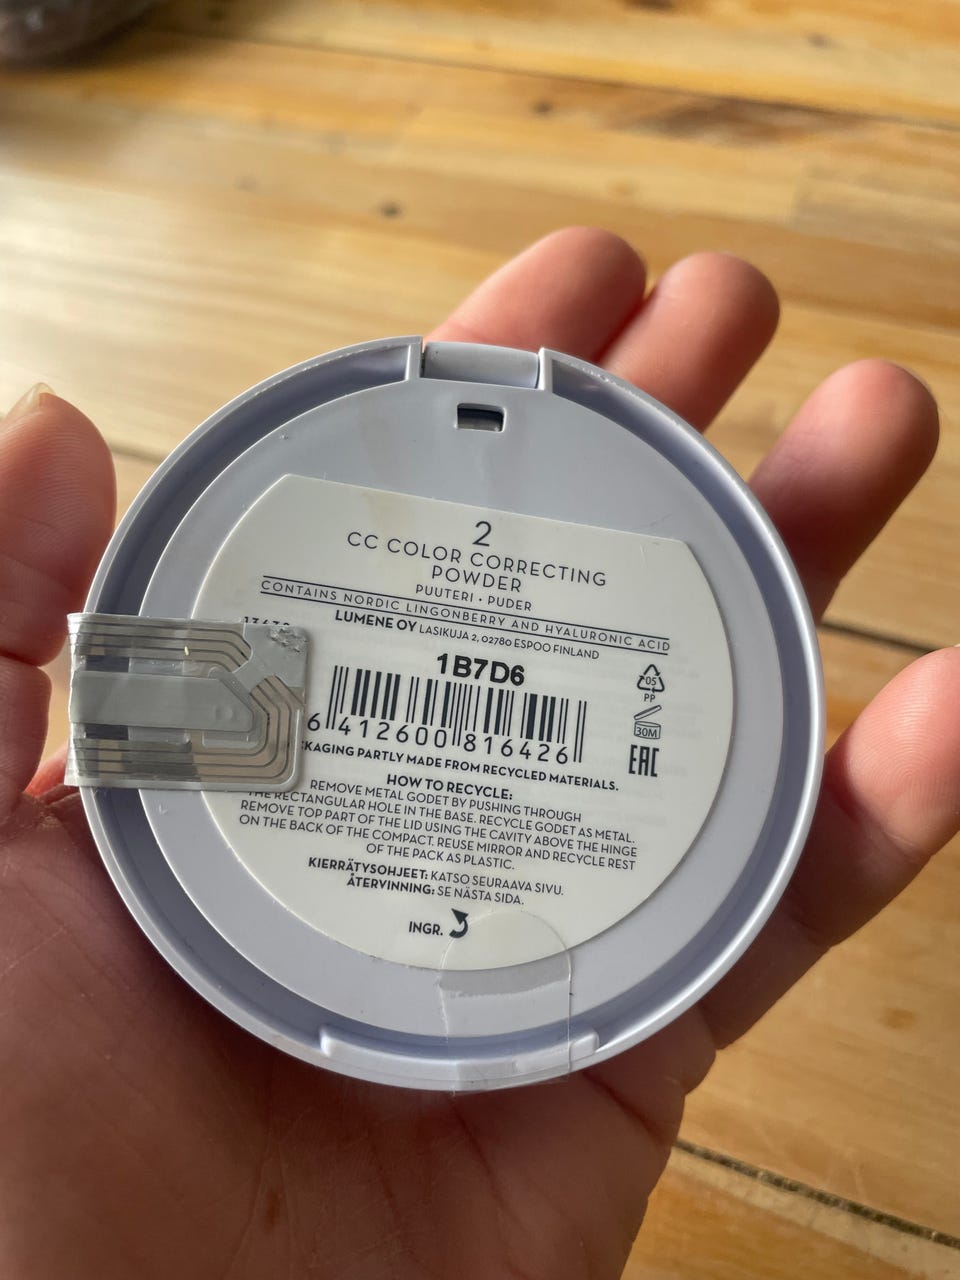 2
CC COLOR CORRECTING
POWDER
PUUTERI • PUDER
CONTAINS NORDIC LINGONBERRY AND HYALURONIC ACID
LUMENE OY LASIKUJA 2, 02780 ESPOO FINLAND
1B7D6
05
PP
6 412600 816426
30M
EAC
PARTLY MADE FROM RECYCLED MATERIALS.
HOW TO RECYCLE:
REMOVE METAL GODET BY PUSHING THROUGH
THE RECTANGULAR HOLE IN THE BASE. RECYCLE GODET AS METAL.
REMOVE TOP PART OF THE LID USING THE CAVITY ABOVE THE HINGE
ON THE BACK OF THE COMPACT. REUSE MIRROR AND RECYCLE REST
OF THE PACK AS PLASTIC.
KIERRÄTYSOHJEET: KATSO SEURAAVA SIVU.
ÅTERVINNING: SE NÄSTA SIDA.
INGR.